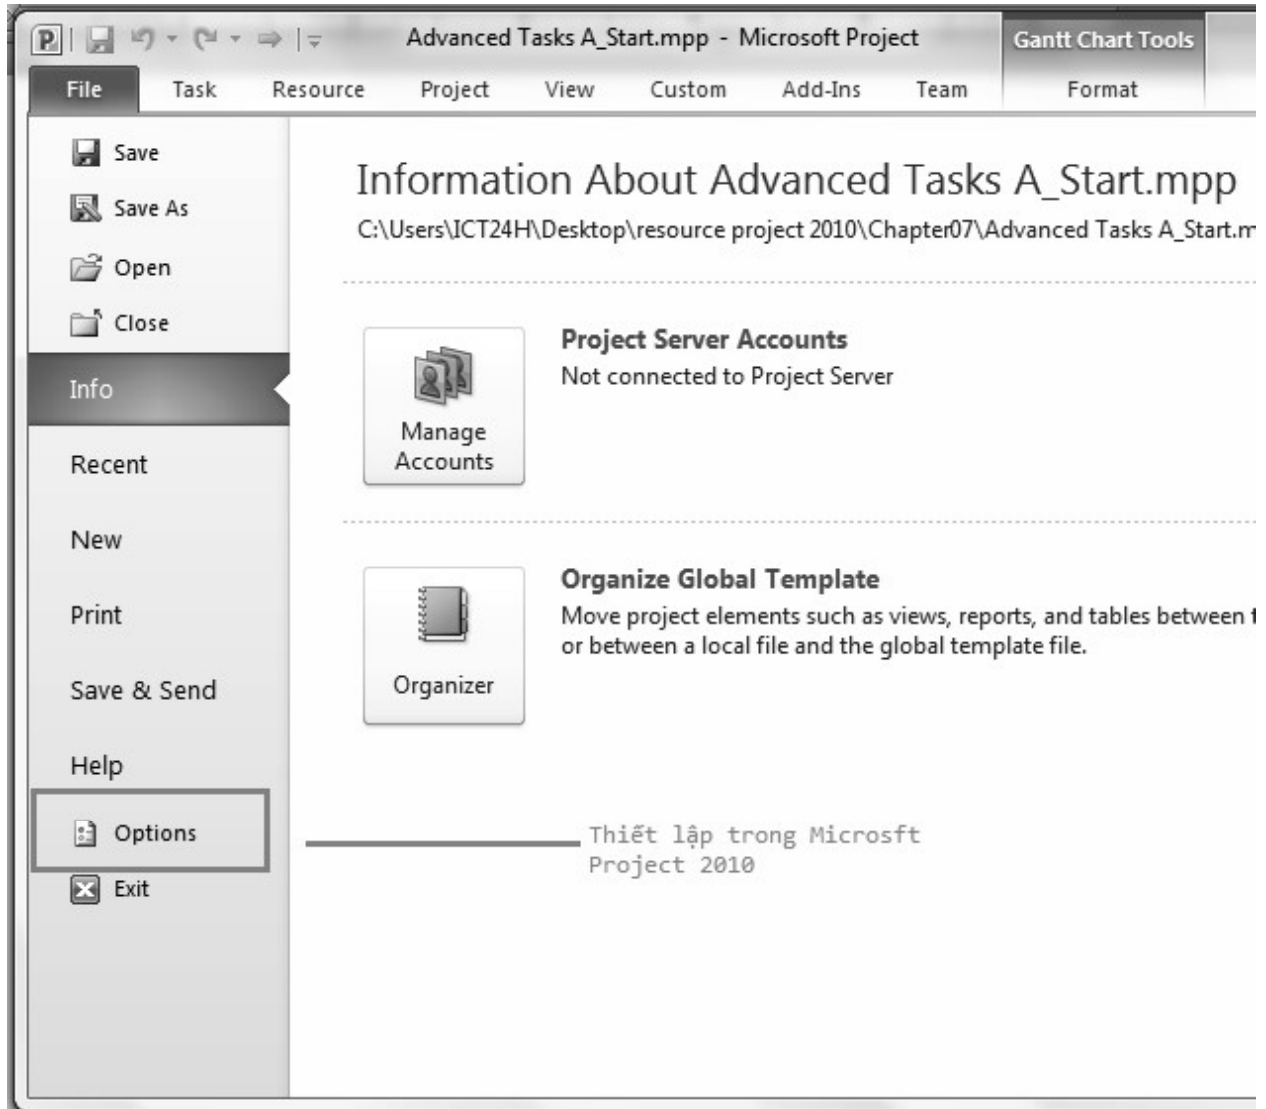 Advanced Tasks A_Start.mpp - Microsoft Project
Gantt Chart Tools
File Task Resource Project View Custom Add-Ins Team Format
Save
Save As
Open
Close
Info
Recent
New
Print
Save & Send
Help
Options
Exit
Information About Advanced Tasks A_Start.mpp
C:\Users\ICT24H\Desktop\resource project 2010\Chapter07\Advanced Tasks A_Start.m
Manage
Accounts
Project Server Accounts
Not connected to Project Server
Organizer
Organize Global Template
Move project elements such as views, reports, and tables between
or between a local file and the global template file.
Thiết lập trong Microsft
Project 2010